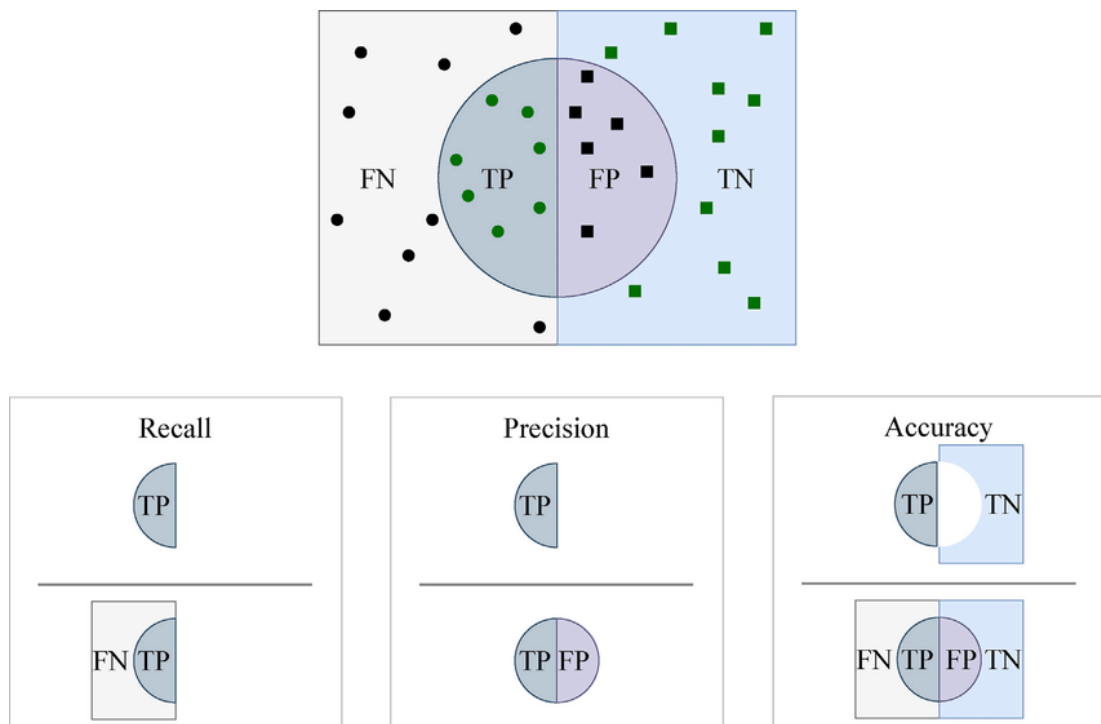 FN TP FP TN
Recall
TP
FN TP
Precision
TP
TP FP
Accuracy
TP TN
FN TP FP TN